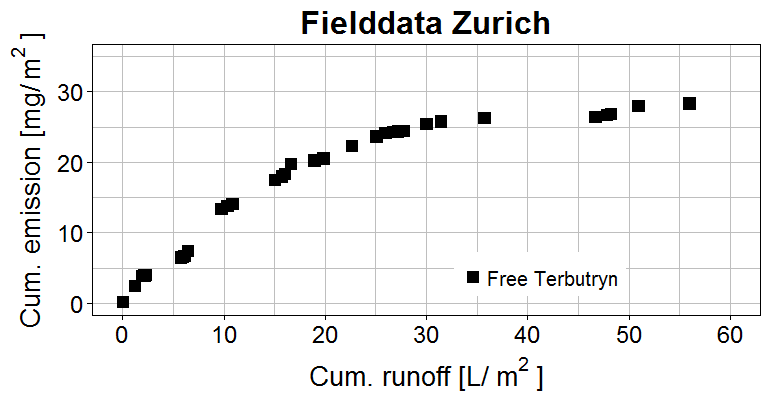 Fielddata Zurich
Cum. emission [mg/ m²]
30
20
10
0
Free Terbutryn
0 10 20 30 40 50 60
Cum. runoff [L/ m² ]